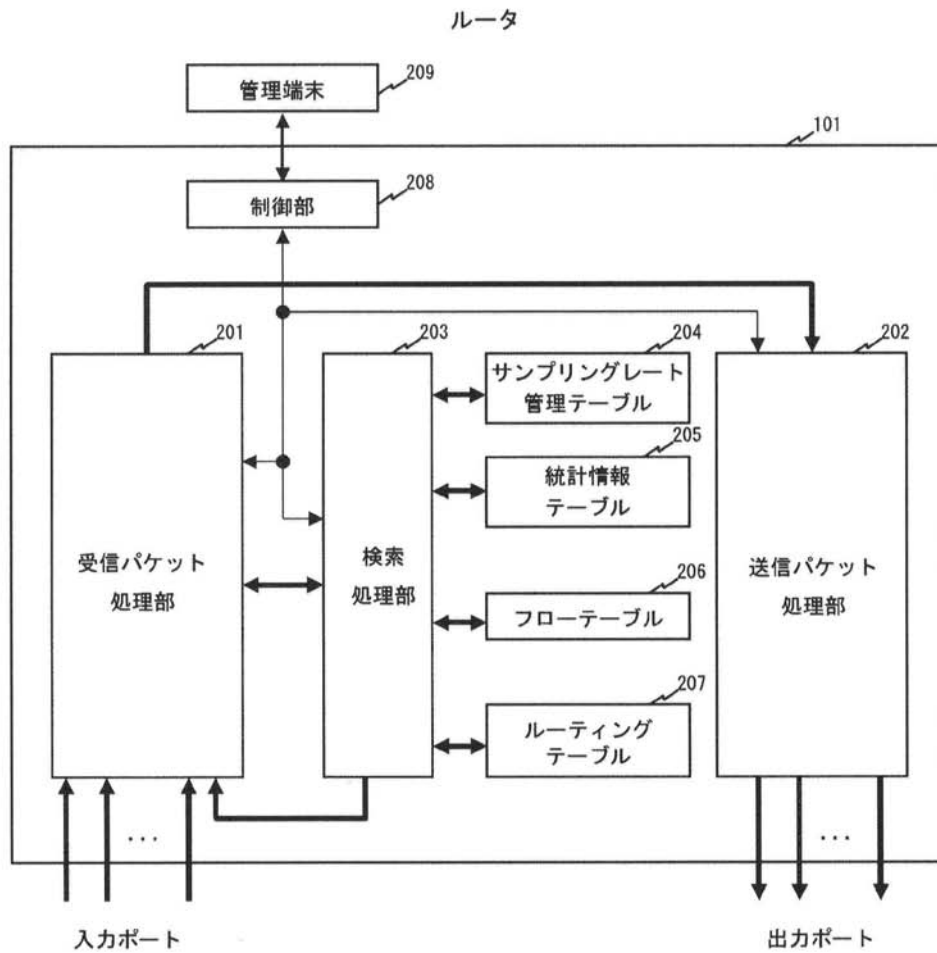 ルータ
管理端末
209
101
制御部
208
201
203
204
202
サンプリングレート
管理テーブル
205
統計情報
テーブル
受信パケット
処理部
検索
処理部
206
フローテーブル
送信パケット
処理部
207
ルーティング
テーブル
...
...
入力ポート
出力ポート